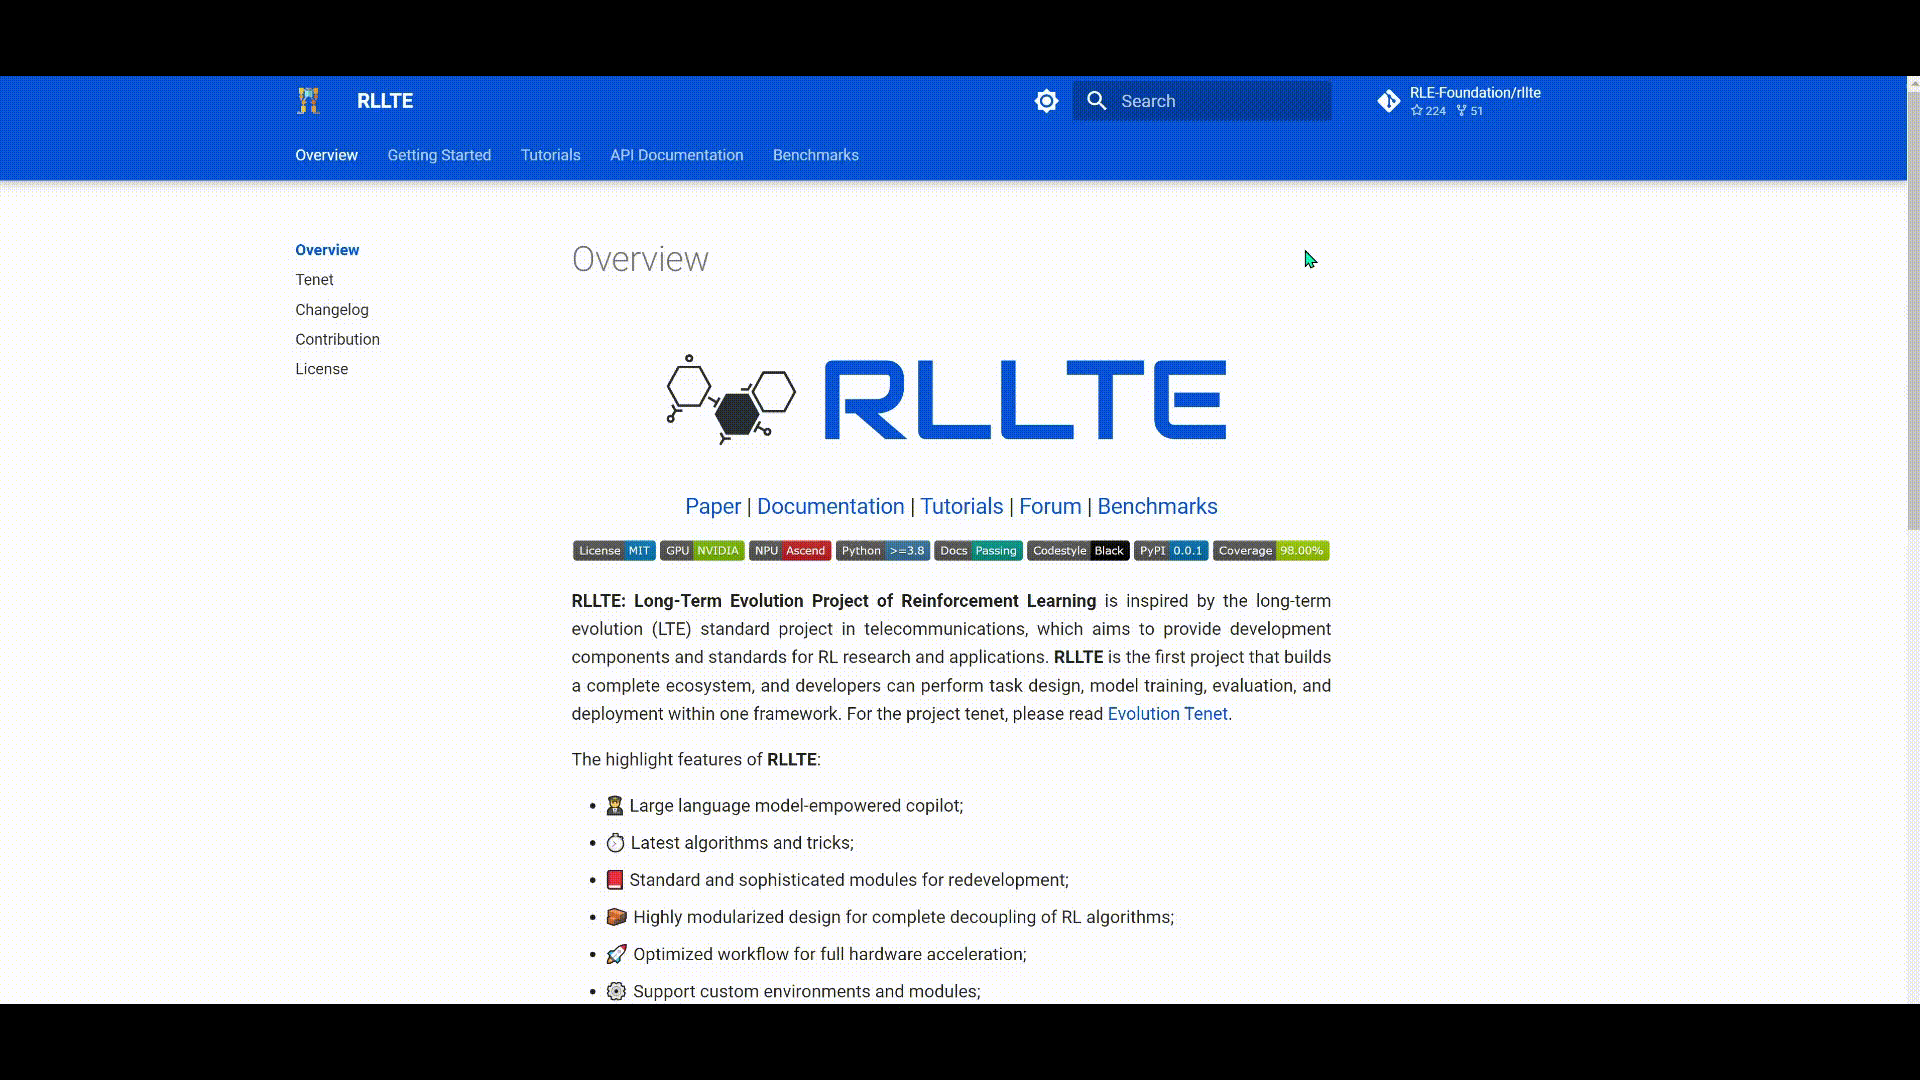 RLLTE
Search
RLE-Foundation/rllte
224 51
Overview Getting Started Tutorials API Documentation Benchmarks
Overview
Tenet
Changelog
Contribution
License
Overview
RLLTE
Paper | Documentation | Tutorials | Forum | Benchmarks
License MIT GPU NVIDIA NPU Ascend Python >=3.8 Docs Passing Codestyle Black PyPI 0.0.1 Coverage 98.00%
RLLTE: Long-Term Evolution Project of Reinforcement Learning is inspired by the long-term
evolution (LTE) standard project in telecommunications, which aims to provide development
components and standards for RL research and applications. RLLTE is the first project that builds
a complete ecosystem, and developers can perform task design, model training, evaluation, and
deployment within one framework. For the project tenet, please read Evolution Tenet.
The highlight features of RLLTE:
• Large language model-empowered copilot;
• Latest algorithms and tricks;
• Standard and sophisticated modules for redevelopment;
• Highly modularized design for complete decoupling of RL algorithms;
• Optimized workflow for full hardware acceleration;
• Support custom environments and modules;